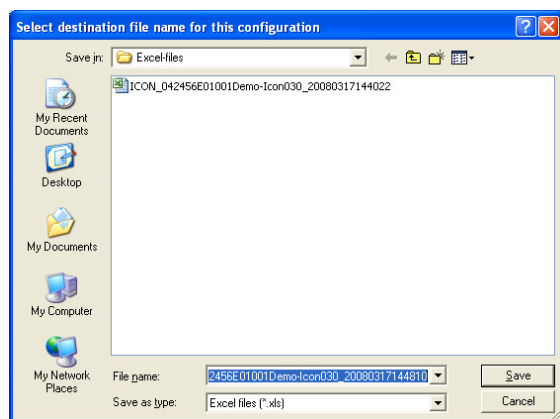 Select destination file name for this configuration
Save in:
Excel-files
ICON_042456E01001Demo-Icon030_20080317144022
My Recent
Documents
Desktop
My Documents
My Computer
My Network
Places
File name:
2456E01001Demo-Icon030_20080317144810
Save
Save as type:
Excel files (*.xls)
Cancel